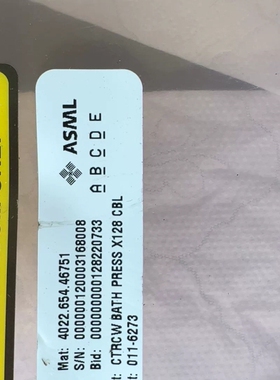 ASML
A B C D E
Mat: 4022.654.46751
S/N: 000000120003168008
Bid: 000000000128220733
t: CTRCW BATH PRESS X128 CBL
t: 011-6273